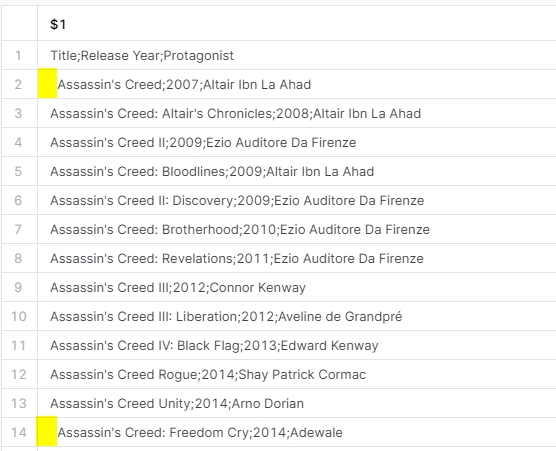 $1
1 Title;Release Year;Protagonist
2 Assassin's Creed;2007;Altair Ibn La Ahad
3 Assassin's Creed: Altair's Chronicles;2008;Altair Ibn La Ahad
4 Assassin's Creed II;2009;Ezio Auditore Da Firenze
5 Assassin's Creed: Bloodlines;2009;Altair Ibn La Ahad
6 Assassin's Creed II: Discovery;2009;Ezio Auditore Da Firenze
7 Assassin's Creed: Brotherhood;2010;Ezio Auditore Da Firenze
8 Assassin's Creed: Revelations;2011;Ezio Auditore Da Firenze
9 Assassin's Creed III;2012;Connor Kenway
10 Assassin's Creed III: Liberation;2012;Aveline de Grandpré
11 Assassin's Creed IV: Black Flag;2013;Edward Kenway
12 Assassin's Creed Rogue;2014;Shay Patrick Cormac
13 Assassin's Creed Unity;2014;Arno Dorian
14 Assassin's Creed: Freedom Cry;2014;Adewale